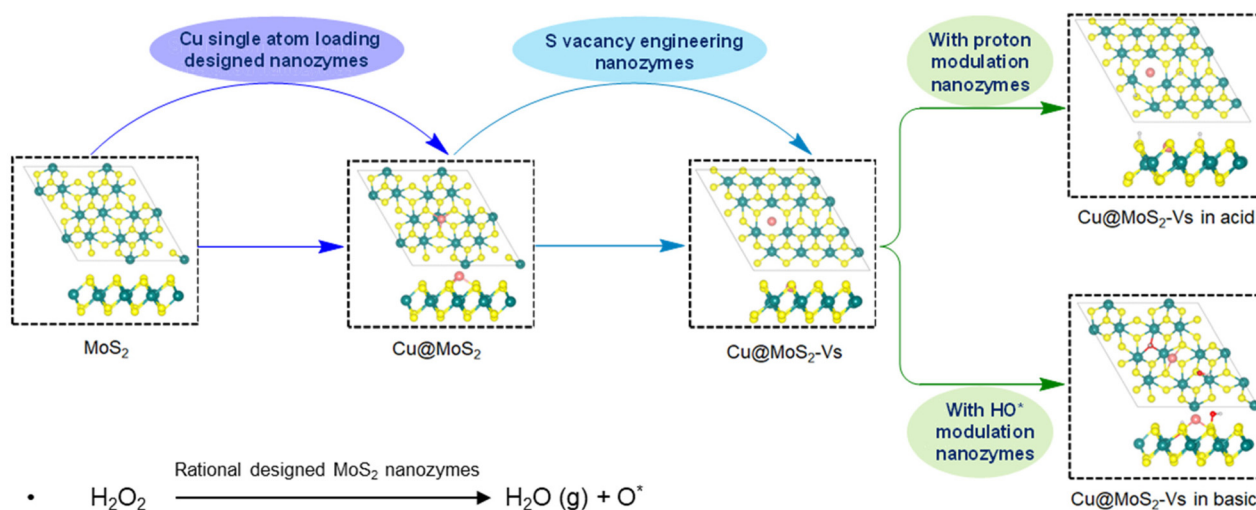 Cu single atom loading
designed nanozymes
S vacancy engineering
nanozymes
With proton
modulation
nanozymes
MoS₂
Cu@MoS₂
Cu@MoS₂-Vs
Cu@MoS₂-Vs in acid
With HO*
modulation
nanozymes
Cu@MoS₂-Vs in basic
Rational designed MoS₂ nanozymes
• H₂O₂ H₂O (g) + O*